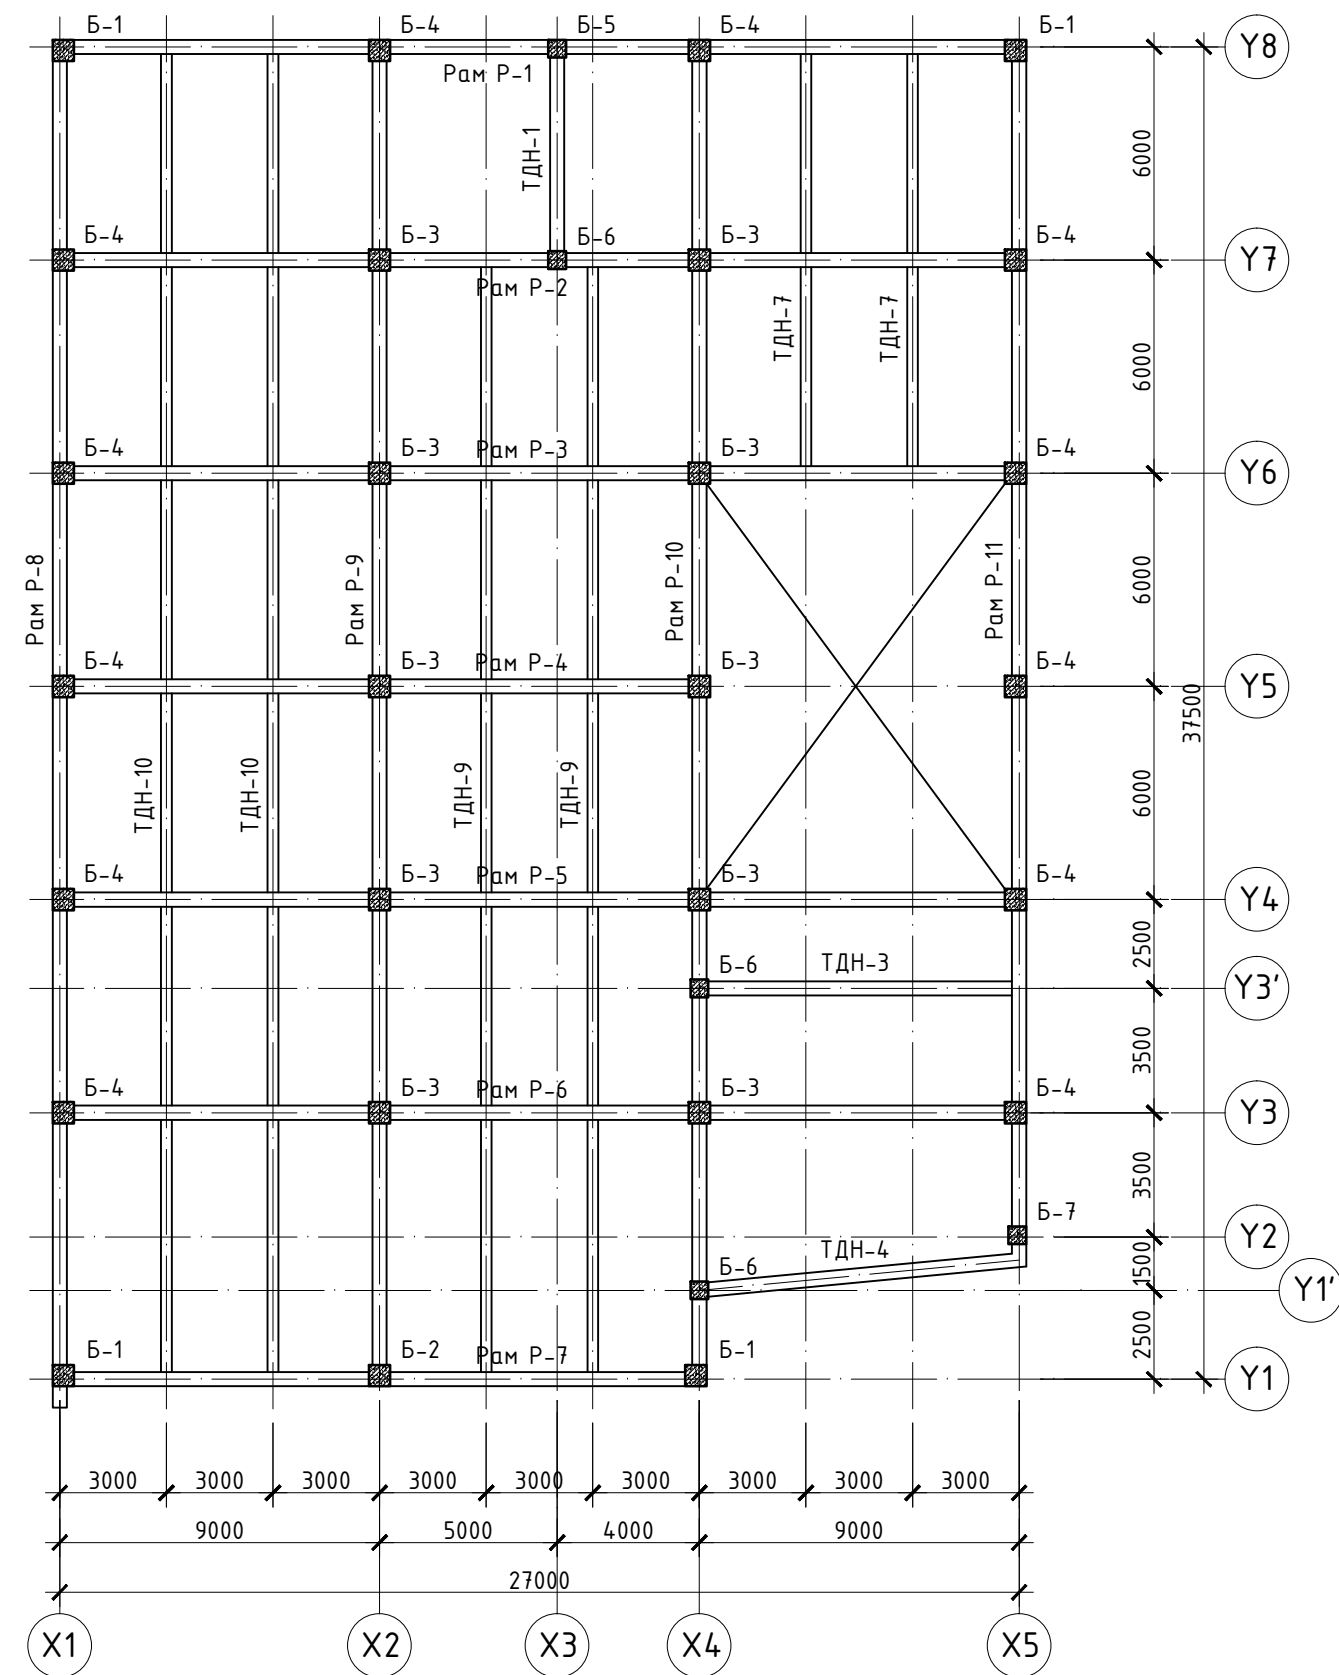 Б-1 Б-4 Б-5 Б-4 Б-1 Y8
Рам Р-1
ТДН-1
6000
Б-4 Б-3 Б-6 Б-3 Б-4 Y7
Рам Р-2
ТДН-7 ТДН-7
6000
Б-4 Б-3 Рам Р-3 Б-3 Б-4 Y6
Рам Р-8 Рам Р-9 Рам Р-10 Рам Р-11
6000
Б-4 Б-3 Рам Р-4 Б-3 Б-4 Y5
37500
ТДН-10 ТДН-10 ТДН-9 ТДН-9
6000
Б-4 Б-3 Рам Р-5 Б-3 Б-4 Y4
2500
Б-6 ТДН-3 Y3'
3500
Б-4 Б-3 Рам Р-6 Б-3 Б-4 Y3
3500
Б-7 Y2
ТДН-4
1500
Б-6 Y1'
2500
Б-1 Б-2 Рам Р-7 Б-1 Y1
3000 3000 3000 3000 3000 3000 3000 3000 3000
9000 5000 4000 9000
27000
X1 X2 X3 X4 X5